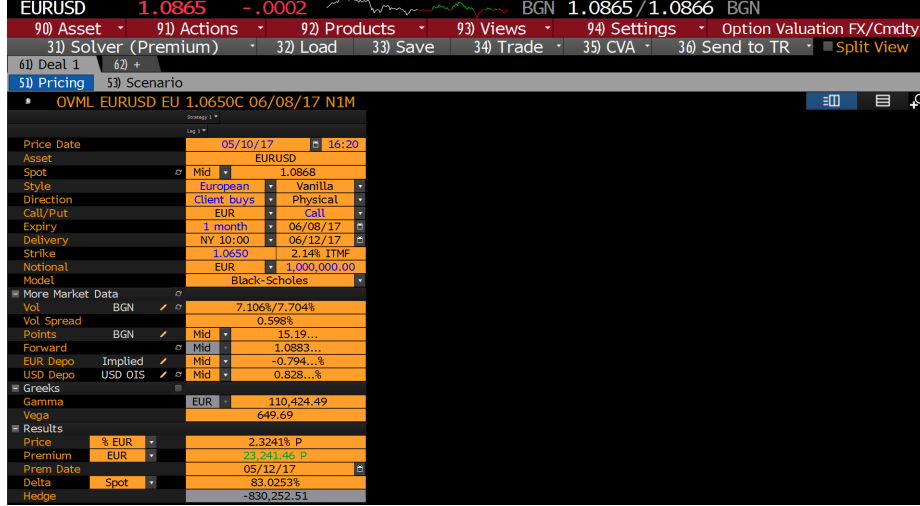 EURUSD 1.0865 -.0002 BGN 1.0865/1.0866 BGN
90) Asset 91) Actions 92) Products 93) Views 94) Settings Option Valuation FX/Cmdty
31) Solver (Premium) 32) Load 33) Save 34) Trade 35) CVA 36) Send to TR Split View
61) Deal 1 62) +
51) Pricing 53) Scenario
OVML EURUSD EU 1.0650C 06/08/17 N1M
Strategy 1
Leg 1
Price Date 05/10/17 16:20
Asset EURUSD
Spot Mid 1.0868
Style European Vanilla
Direction Client buys Physical
Call/Put EUR Call
Expiry 1 month 06/08/17
Delivery NY 10:00 06/12/17
Strike 1.0650 2.14% ITMF
Notional EUR 1,000,000.00
Model Black-Scholes
More Market Data
Vol BGN 7.106%/7.704%
Vol Spread 0.598%
Points BGN Mid 15.19...
Forward Mid 1.0883...
EUR Depo Implied Mid -0.794...%
USD Depo USD OIS Mid 0.828...%
Greeks
Gamma EUR 110,424.49
Vega 649.69
Results
Price % EUR 2.3241% P
Premium EUR 23,241.46 P
Prem Date 05/12/17
Delta Spot 83.0253%
Hedge -830,252.51